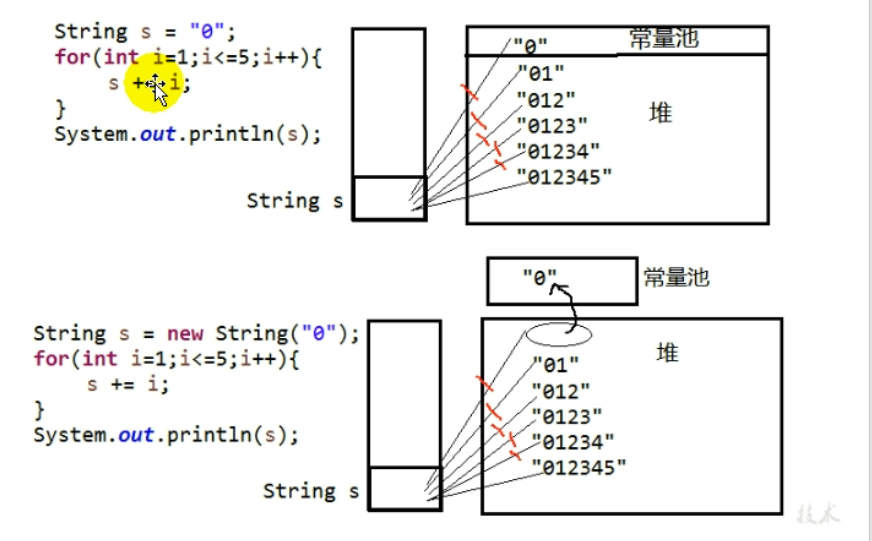 String s = "0";
for(int i=1;i<=5;i++){
s += i;
}
System.out.println(s);
String s
"0"
常量池
"01"
"012"
堆
"0123"
"01234"
"012345"
"0"
常量池
String s = new String("0");
for(int i=1;i<=5;i++){
s += i;
}
System.out.println(s);
String s
堆
"01"
"012"
"0123"
"01234"
"012345"
技术